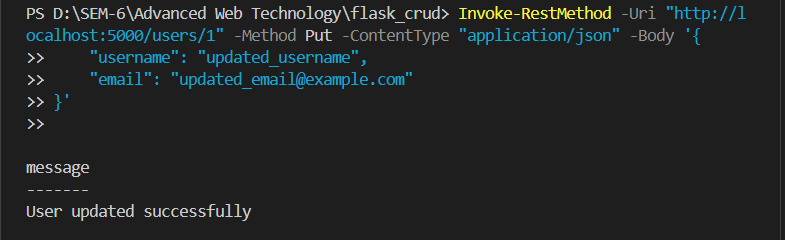 PS D:\SEM-6\Advanced Web Technology\flask_crud> Invoke-RestMethod -Uri "http://l
ocalhost:5000/users/1" -Method Put -ContentType "application/json" -Body '{
>>     "username": "updated_username",
>>     "email": "updated_email@example.com"
>> }'
>>
message
-------
User updated successfully